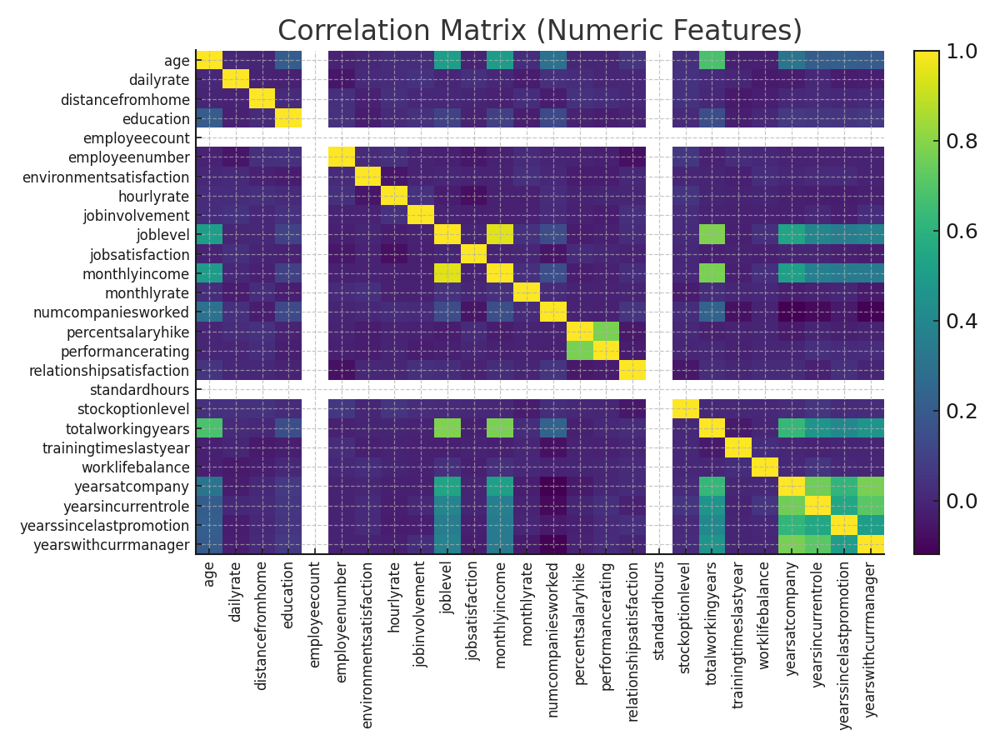 Correlation Matrix (Numeric Features)
age
dailyrate
distancefromhome
education
employeecount
employeenumber
environmentsatisfaction
hourlyrate
jobinvolvement
joblevel
jobsatisfaction
monthlyincome
monthlyrate
numcompaniesworked
percentsalaryhike
performancerating
relationshipsatisfaction
standardhours
stockoptionlevel
totalworkingyears
trainingtimeslastyear
worklifebalance
yearsatcompany
yearsincurrentrole
yearssincelastpromotion
yearswithcurrmanager
age
dailyrate
distancefromhome
education
employeecount
employeenumber
environmentsatisfaction
hourlyrate
jobinvolvement
joblevel
jobsatisfaction
monthlyincome
monthlyrate
numcompaniesworked
percentsalaryhike
performancerating
relationshipsatisfaction
standardhours
stockoptionlevel
totalworkingyears
trainingtimeslastyear
worklifebalance
yearsatcompany
yearsincurrentrole
yearssincelastpromotion
yearswithcurrmanager
1.0
0.8
0.6
0.4
0.2
0.0